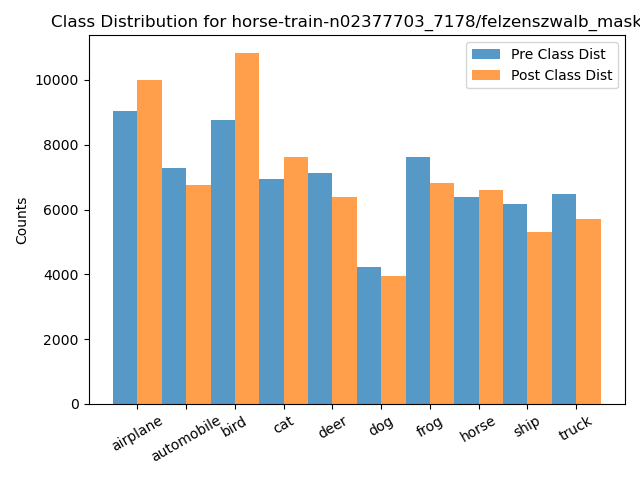 Class Distribution for horse-train-n02377703_7178/felzenszwalb_mask
Pre Class Dist
Post Class Dist
Counts
10000
8000
6000
4000
2000
0
airplane
automobile
bird
cat
deer
dog
frog
horse
ship
truck